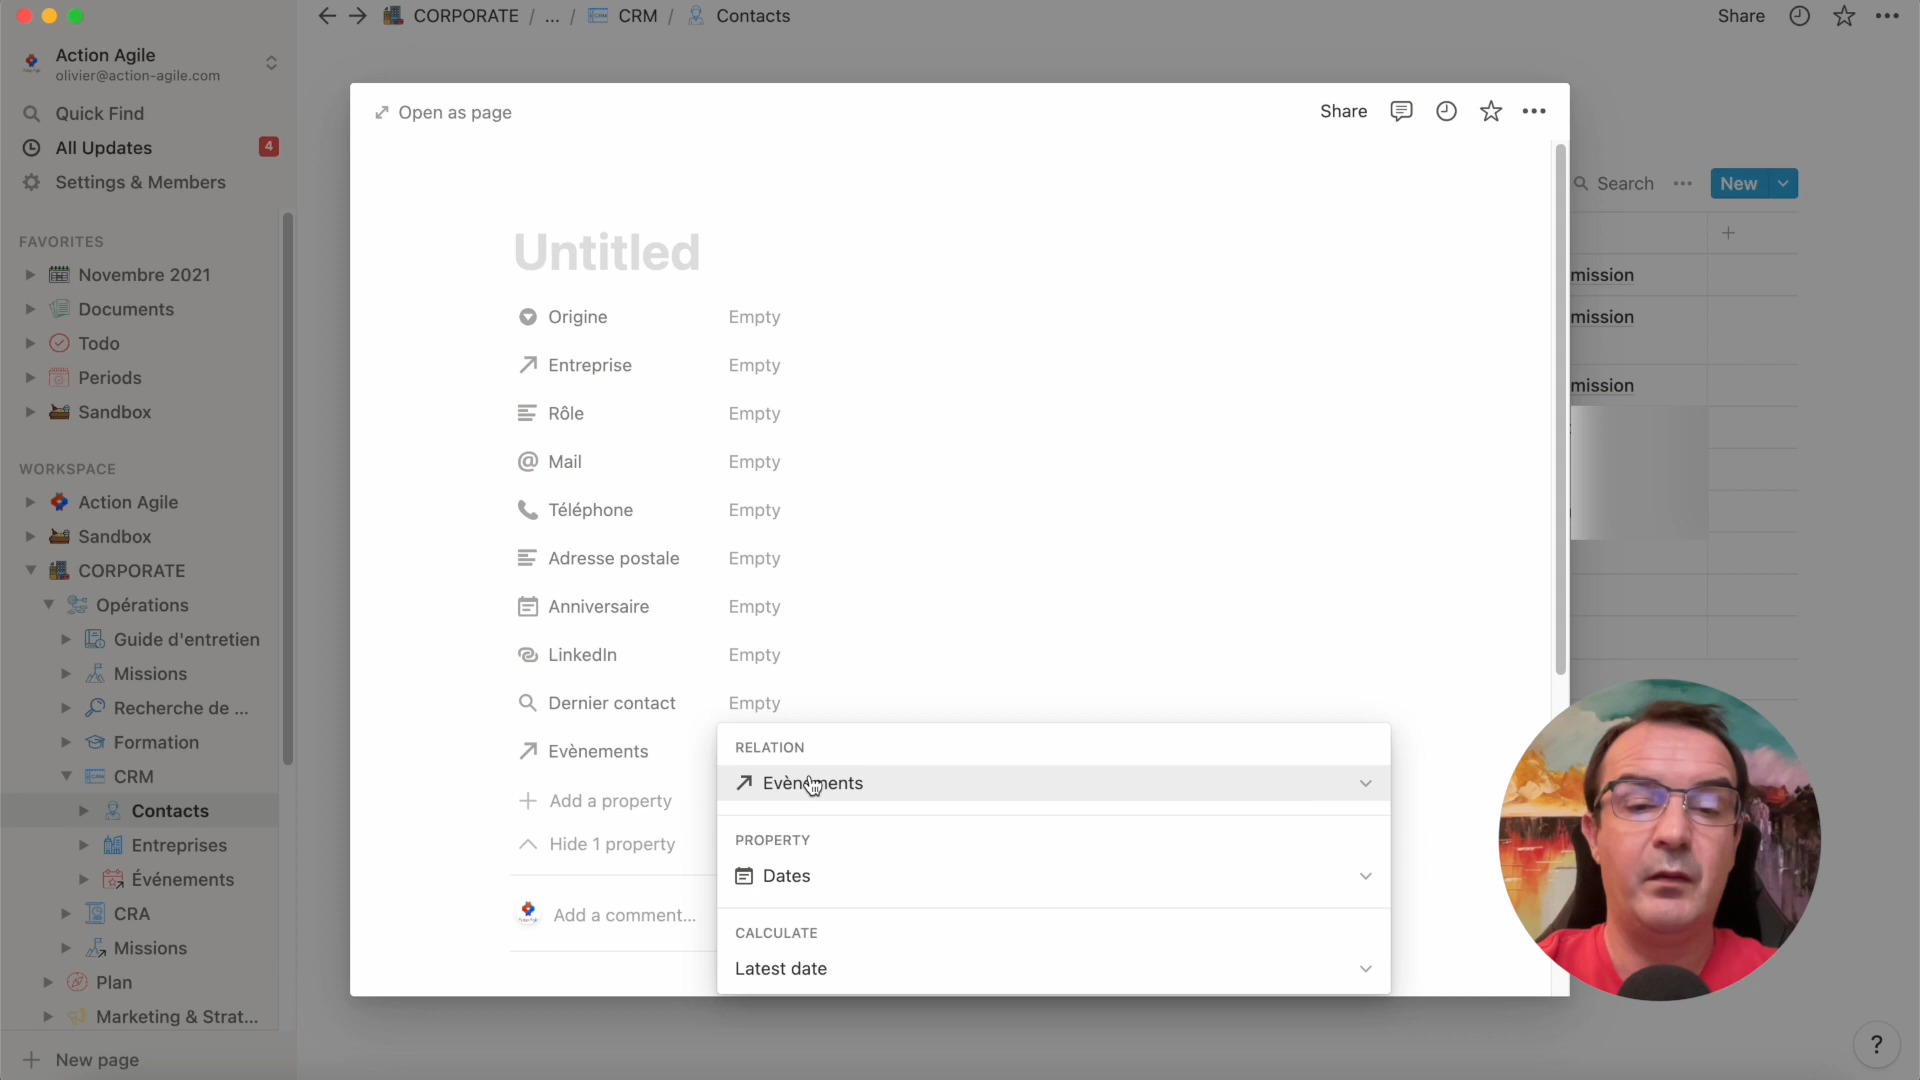 CORPORATE / ... / CRM / Contacts
Share
Action Agile
olivier@action-agile.com
Quick Find
All Updates
4
Settings & Members
FAVORITES
Novembre 2021
Documents
Todo
Periods
Sandbox
WORKSPACE
Action Agile
Sandbox
CORPORATE
Opérations
Guide d'entretien
Missions
Recherche de ...
Formation
CRM
Contacts
Entreprises
Événements
CRA
Missions
Plan
Marketing & Strat...
New page
Open as page
Share
Untitled
Origine Empty
Entreprise Empty
Rôle Empty
Mail Empty
Téléphone Empty
Adresse postale Empty
Anniversaire Empty
LinkedIn Empty
Dernier contact Empty
Evènements
Add a property
Hide 1 property
Add a comment...
RELATION
Evènements
PROPERTY
Dates
CALCULATE
Latest date
Search
New
mission
mission
mission
?